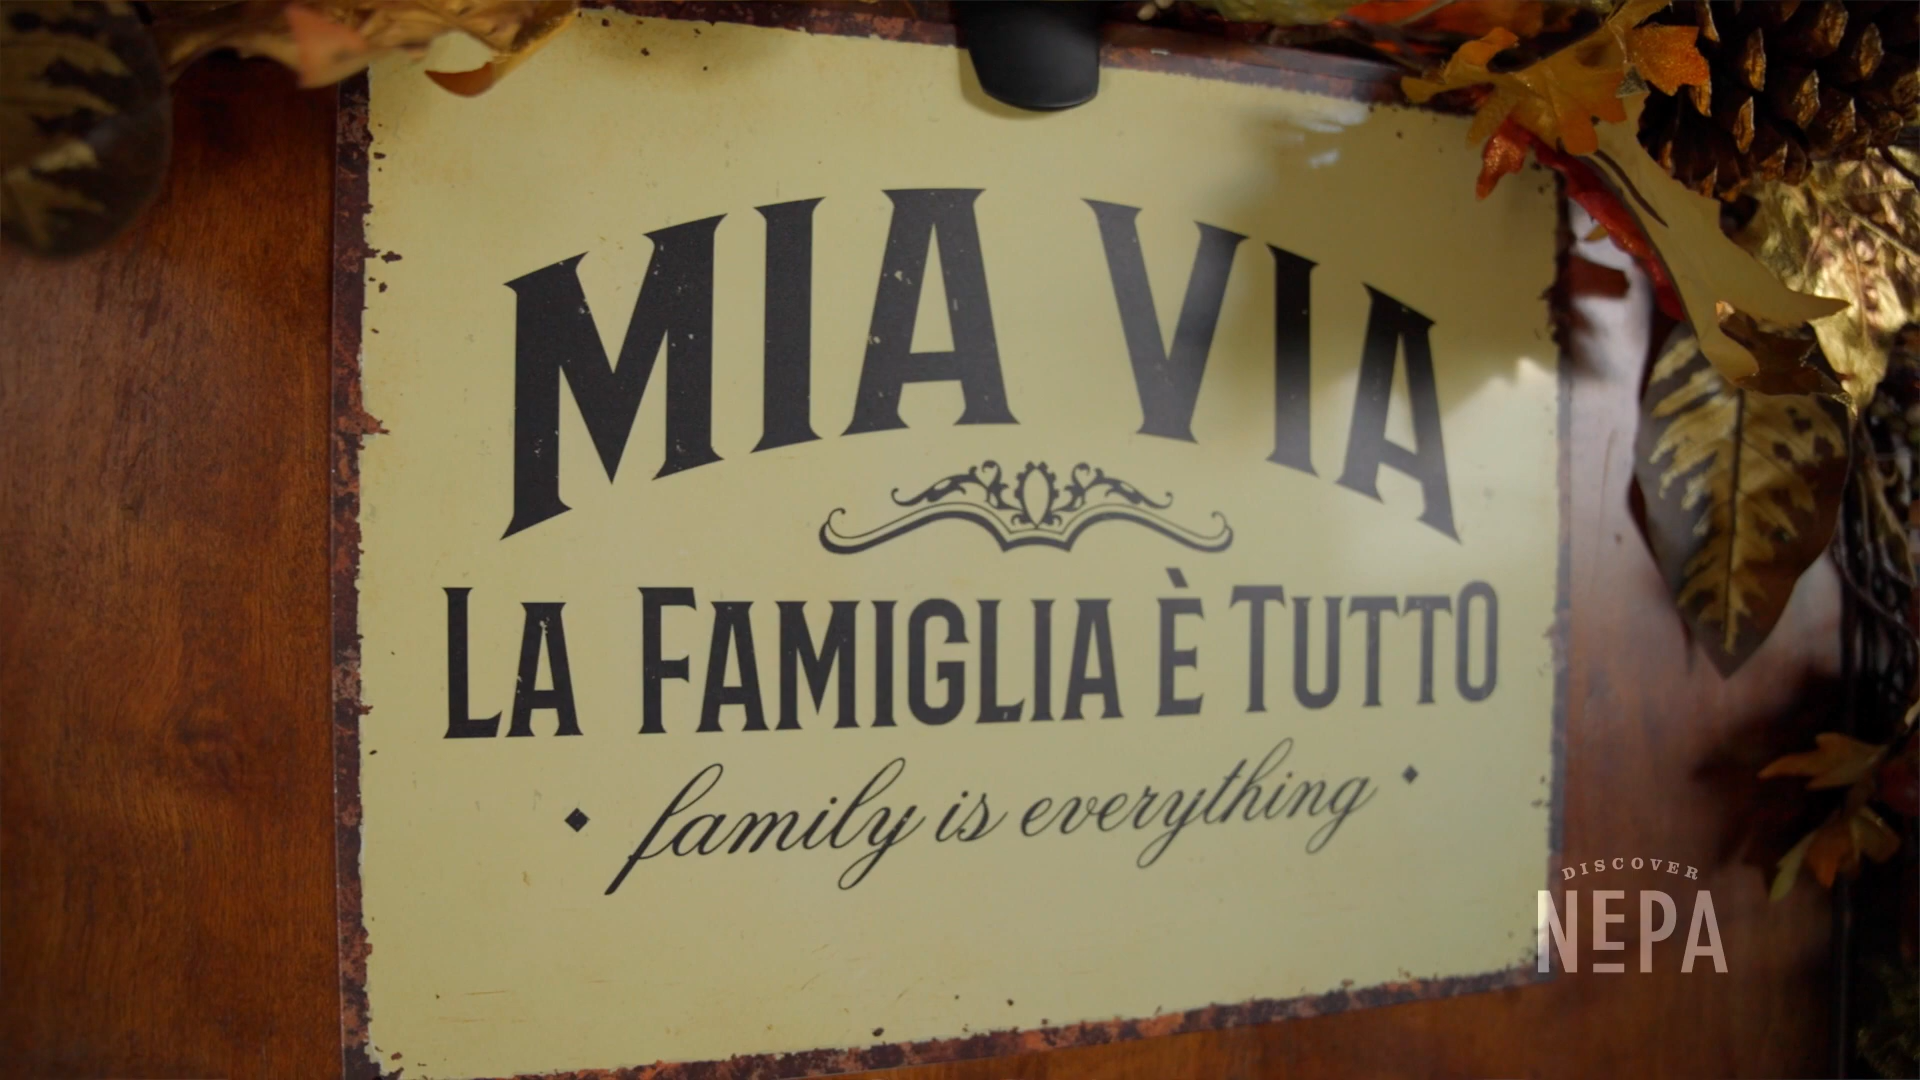 MIA VIA
LA FAMIGLIA È TUTTO
family is everything
DISCOVER
NEPA